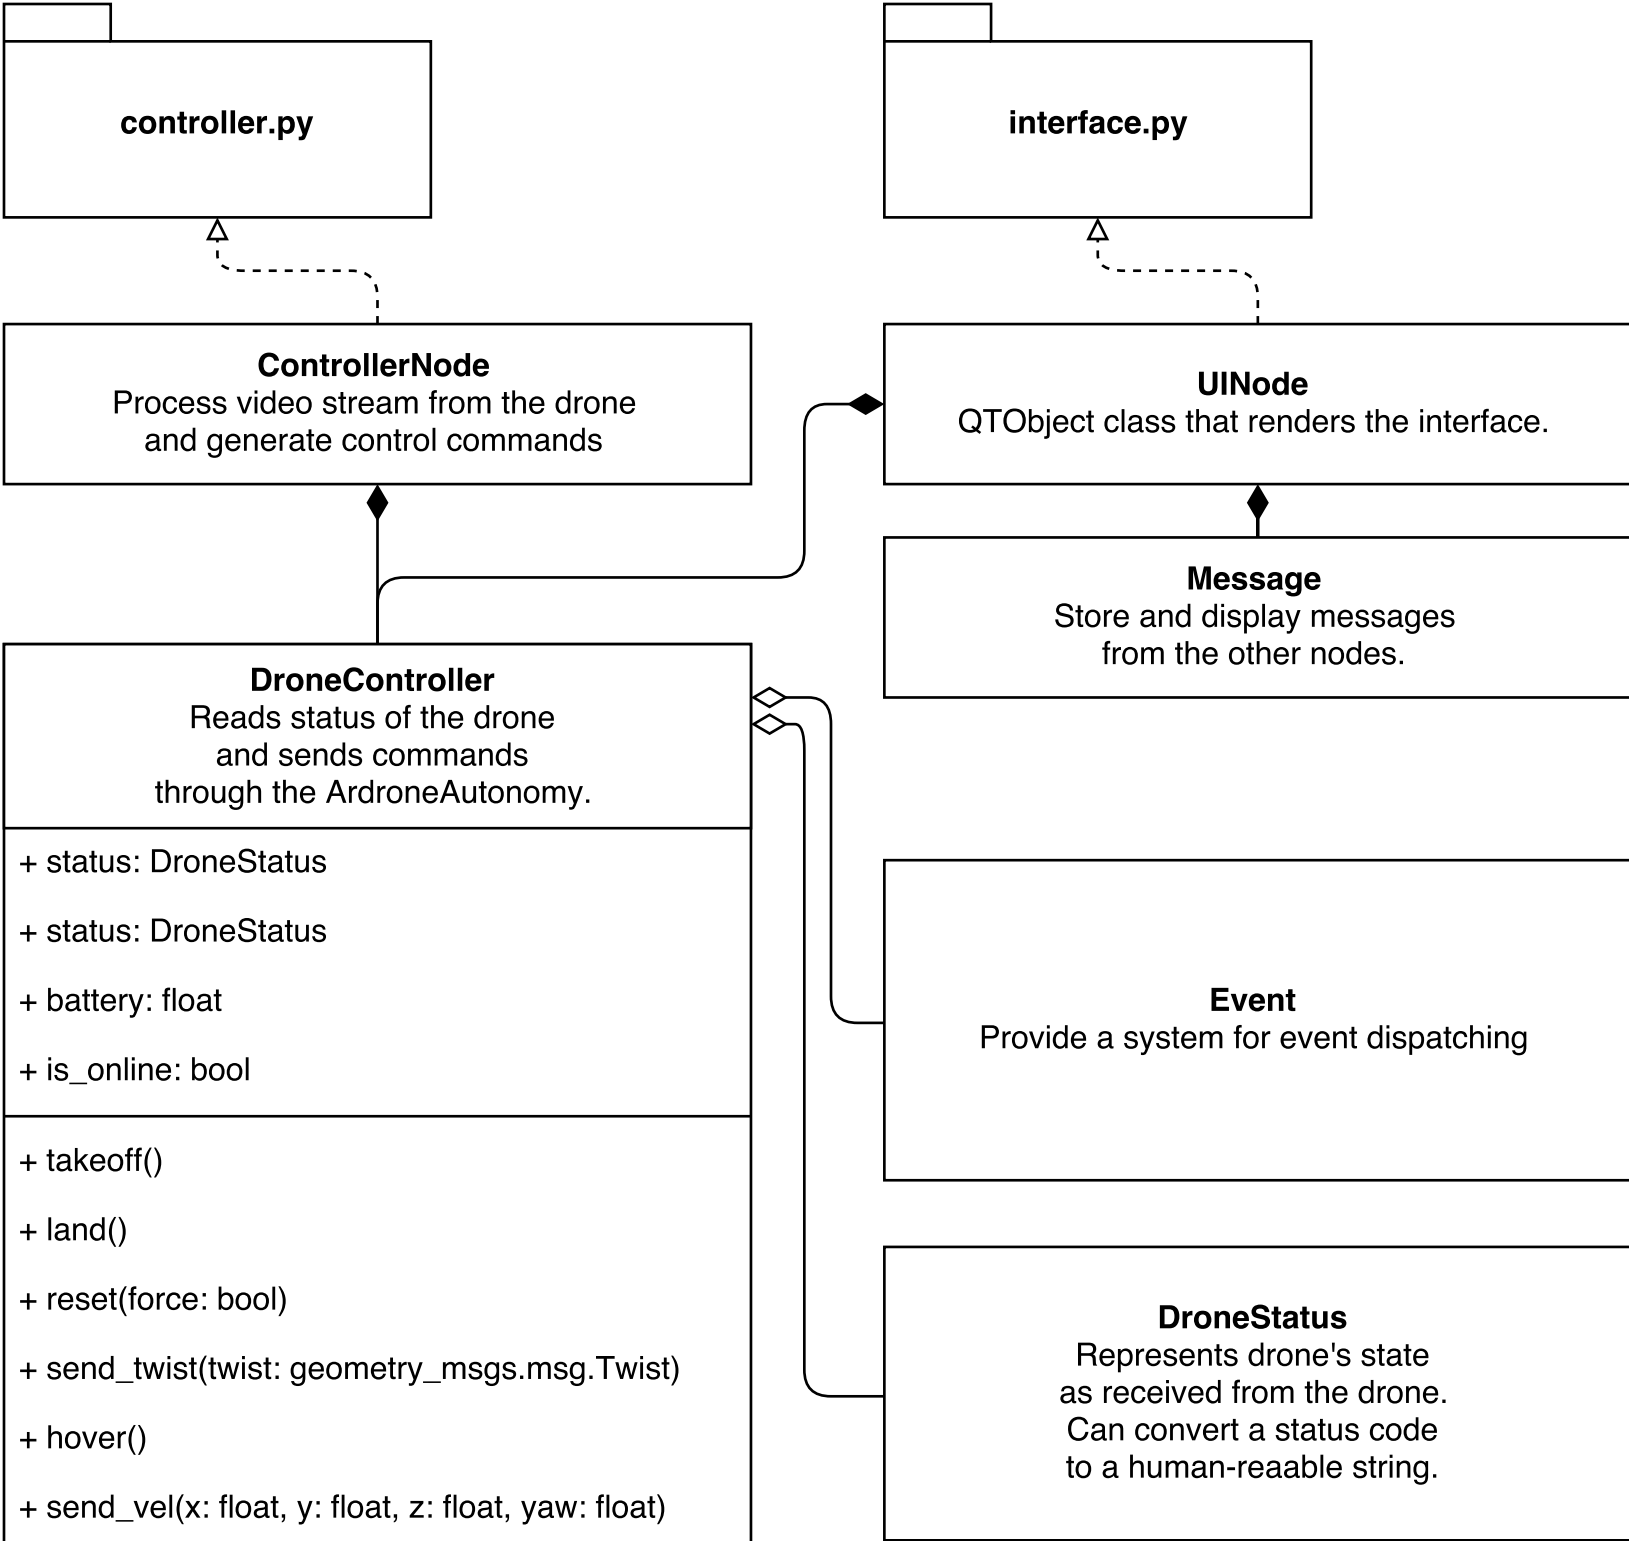 controller.py
interface.py
ControllerNode
Process video stream from the drone
and generate control commands
UINode
QTObject class that renders the interface.
Message
Store and display messages
from the other nodes.
DroneController
Reads status of the drone
and sends commands
through the ArdroneAutonomy.
+ status: DroneStatus
+ status: DroneStatus
+ battery: float
+ is_online: bool
+ takeoff()
+ land()
+ reset(force: bool)
+ send_twist(twist: geometry_msgs.msg.Twist)
+ hover()
+ send_vel(x: float, y: float, z: float, yaw: float)
Event
Provide a system for event dispatching
DroneStatus
Represents drone's state
as received from the drone.
Can convert a status code
to a human-reaable string.